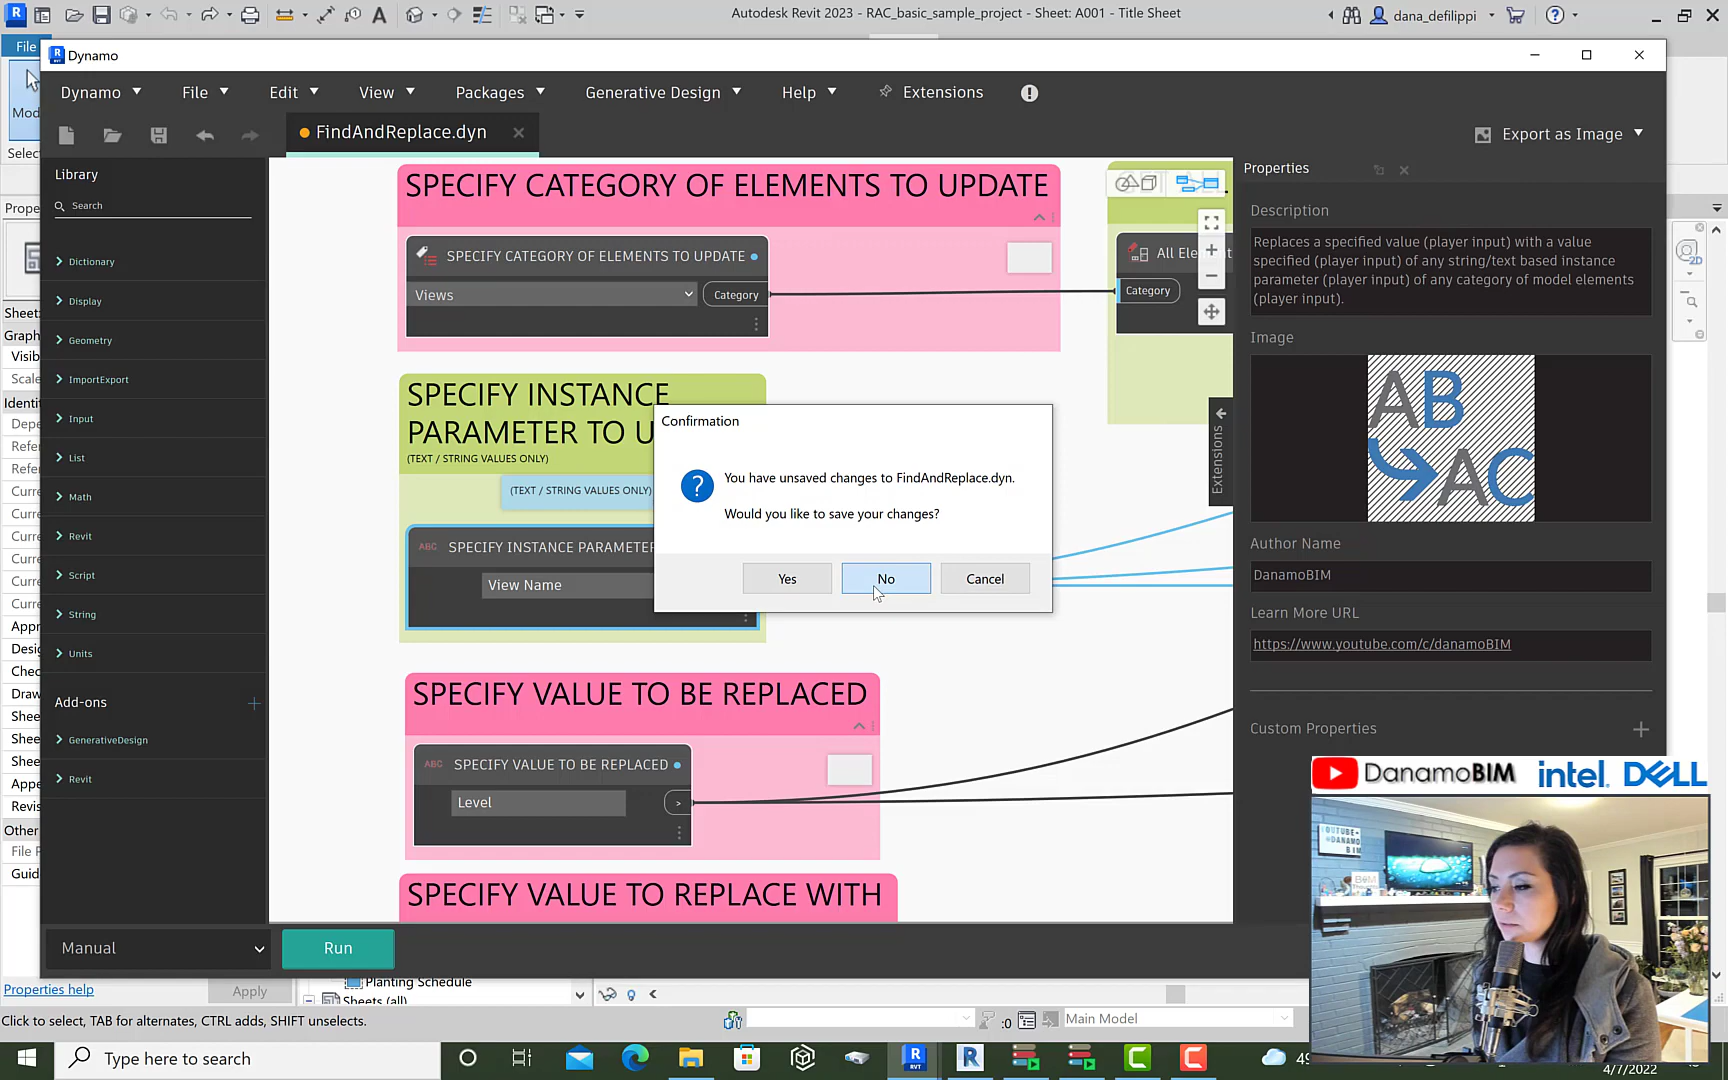 Autodesk Revit 2023 - RAC_basic_sample_project - Sheet: A001 - Title Sheet
dana_defilippi
File
Dynamo
Dynamo
File
Edit
View
Packages
Generative Design
Help
Extensions
FindAndReplace.dyn
Export as Image
Library
Search
Dictionary
Display
Geometry
ImportExport
Input
List
Math
Revit
Script
String
Units
Add-ons
GenerativeDesign
Revit
Manual
Run
SPECIFY CATEGORY OF ELEMENTS TO UPDATE
SPECIFY CATEGORY OF ELEMENTS TO UPDATE
Views
Category
Category
SPECIFY INSTANCE
PARAMETER TO U
(TEXT / STRING VALUES ONLY)
(TEXT / STRING VALUES ONLY)
SPECIFY INSTANCE PARAMETER
View Name
SPECIFY VALUE TO BE REPLACED
SPECIFY VALUE TO BE REPLACED
Level
>
SPECIFY VALUE TO REPLACE WITH
Confirmation
You have unsaved changes to FindAndReplace.dyn.
Would you like to save your changes?
Yes
No
Cancel
Extensions
Properties
Description
Replaces a specified value (player input) with a value
specified (player input) of any string/text based instance
parameter (player input) of any category of model elements
(player input).
Image
AB
AC
Author Name
DanamoBIM
Learn More URL
https://www.youtube.com/c/danamoBIM
Custom Properties
DanamoBIM intel. DELL
YOUTUBE-
DANAMO
BIM
Properties help
Apply
Planting Schedule
Sheets (all)
Click to select, TAB for alternates, CTRL adds, SHIFT unselects.
:0
Main Model
Type here to search
4/7/2022